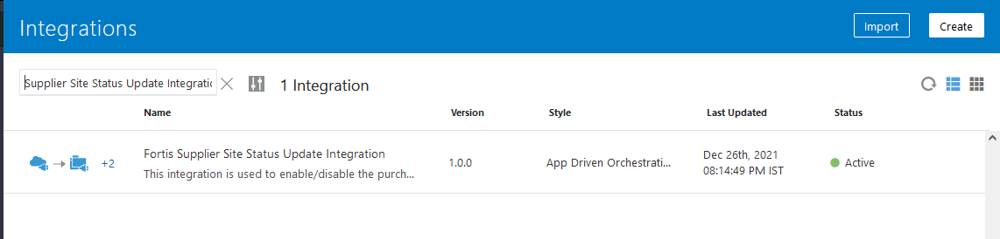 Integrations
Import
Create
Supplier Site Status Update Integratic
1 Integration
Name Version Style Last Updated Status
+2
Fortis Supplier Site Status Update Integration
This integration is used to enable/disable the purch...
1.0.0
App Driven Orchestrati...
Dec 26th, 2021
08:14:49 PM IST
Active